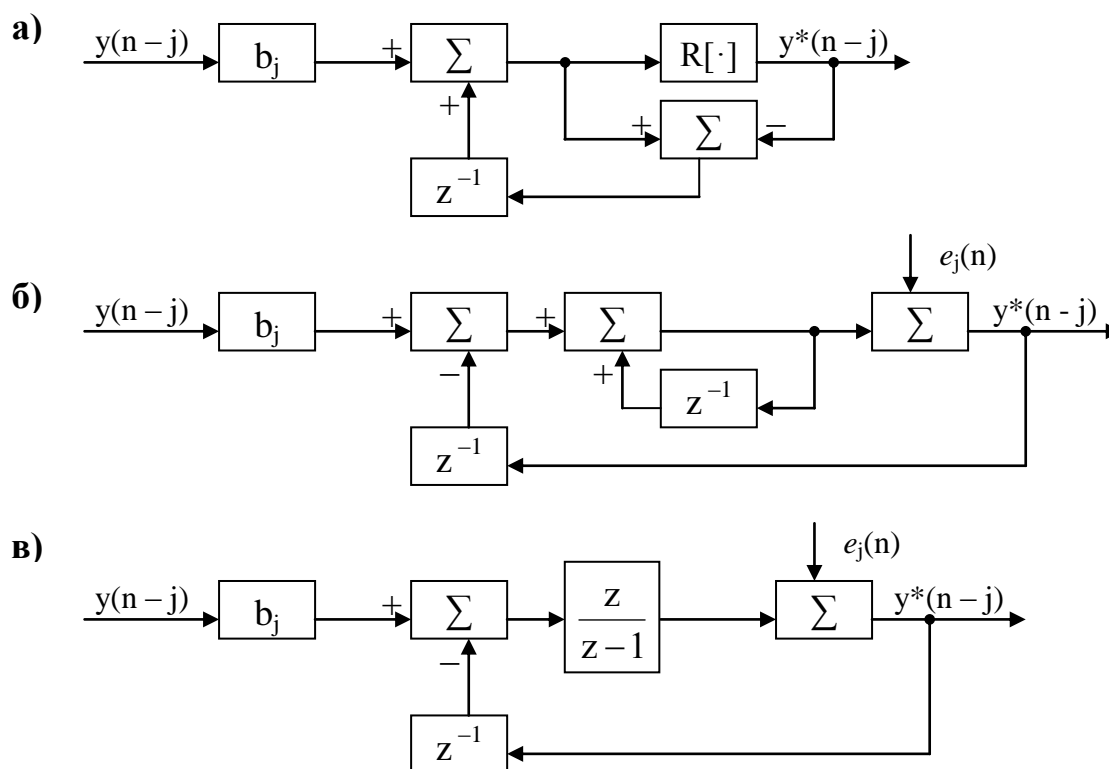 а)
y(n – j)
b_j
+
∑
R[·]
y*(n – j)
+
+
∑
–
z⁻¹
e_j(n)
б)
y(n – j)
b_j
+
∑
+
∑
∑
y*(n - j)
–
+
z⁻¹
z⁻¹
e_j(n)
в)
y(n – j)
b_j
+
∑
z
z – 1
∑
y*(n – j)
–
z⁻¹